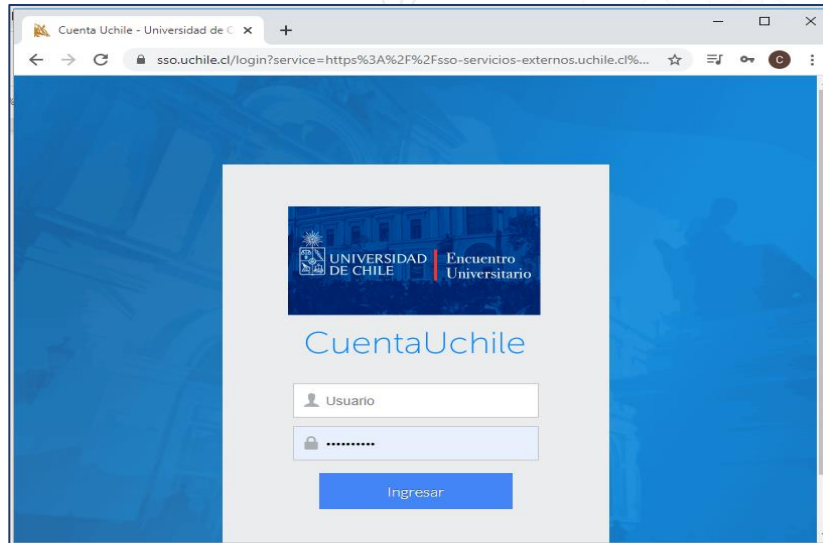 Cuenta Uchile - Universidad de C
sso.uchile.cl/login?service=https%3A%2F%2Fsso-servicios-externos.uchile.cl%...
C
UNIVERSIDAD
DE CHILE
Encuentro
Universitario
CuentaUchile
Usuario
••••••••••
Ingresar